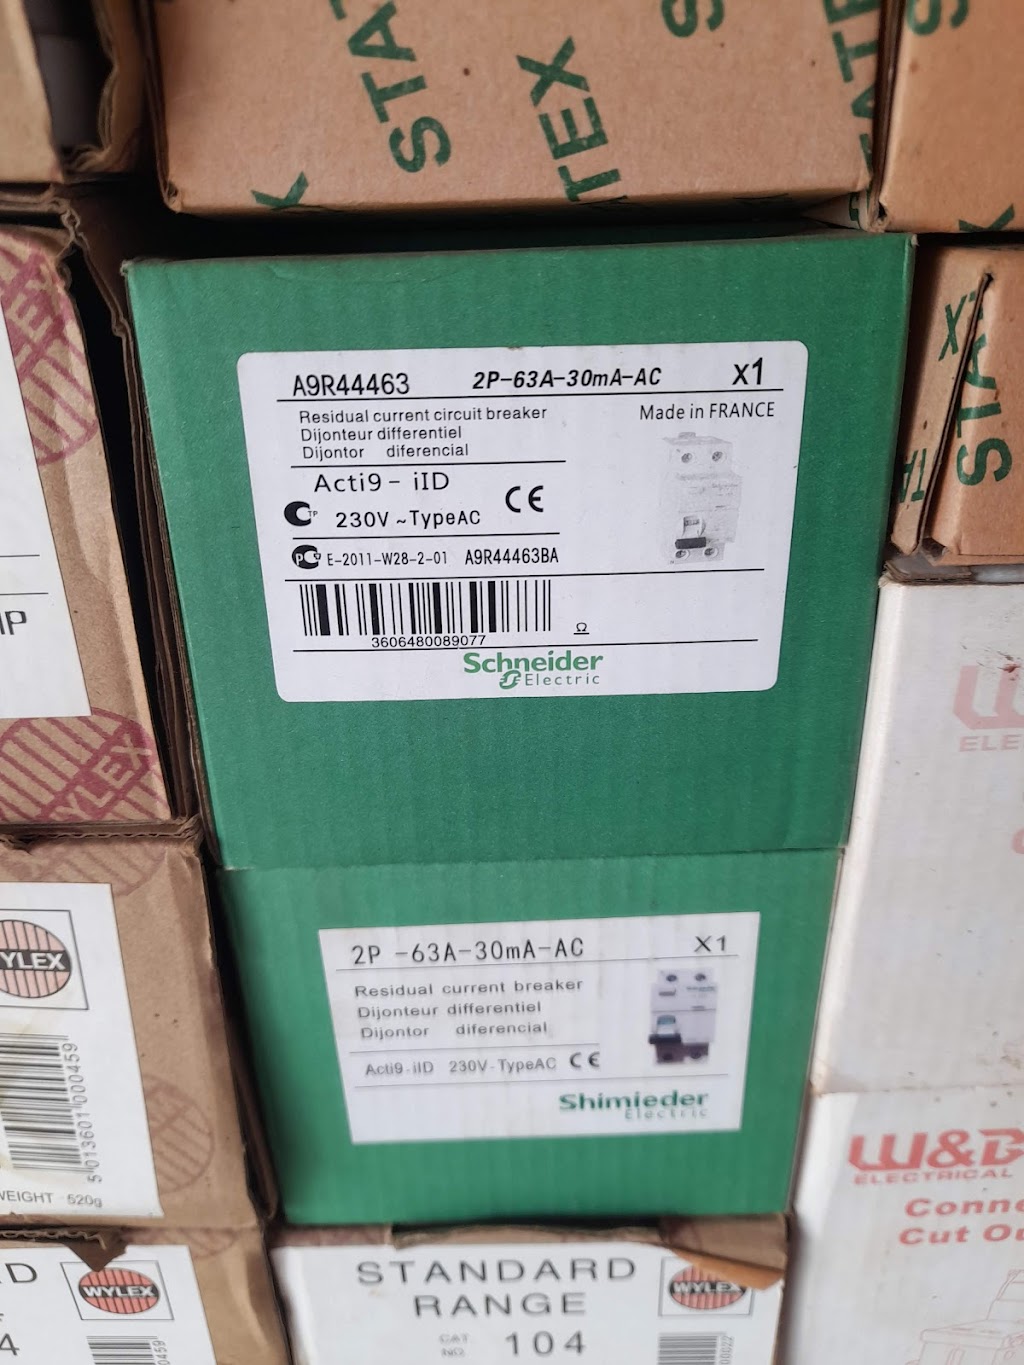 STATEX
A9R44463 2P-63A-30mA-AC X1
Residual current circuit breaker Made in FRANCE
Dijonteur differentiel
Dijontor diferencial
Acti9 - iID
230V ~TypeAC CE
E-2011-W28-2-01 A9R44463BA
3606480089077
Ω
Schneider
Electric
2P -63A-30mA-AC X1
Residual current breaker
Dijonteur differentiel
Dijontor diferencial
Acti9-iID 230V-TypeAC CE
Shimieder
Electric
WYLEX
5013601000459
WEIGHT 520g
WYLEX
STANDARD
RANGE
CAT
NO 104
WYLEX
W&B
ELECTRICAL